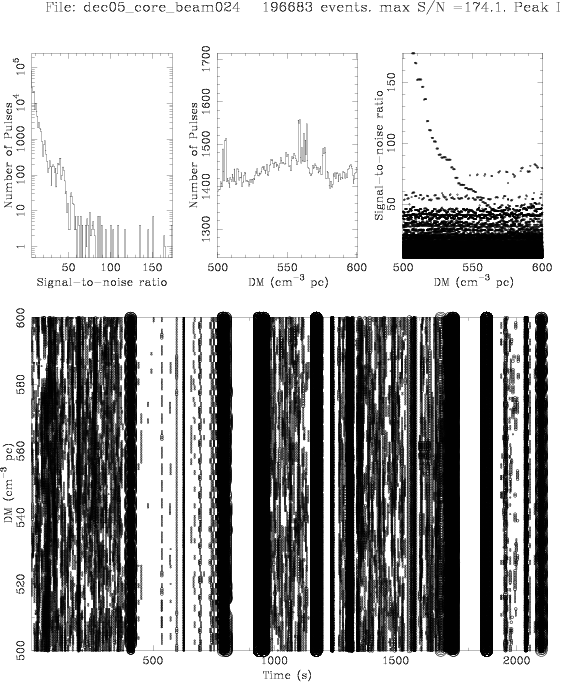 File: dec05_core_beam024 196683 events. max S/N =174.1. Peak I
Number of Pulses
10⁵
10⁴
1000
100
10
1
50 100 150
Signal-to-noise ratio
Number of Pulses
1700
1600
1500
1400
1300
500 550 600
DM (cm⁻³ pc)
Signal-to-noise ratio
150
100
50
500 550 600
DM (cm⁻³ pc)
DM (cm⁻³ pc)
600
580
560
540
520
500
500 1000 1500 2000
Time (s)